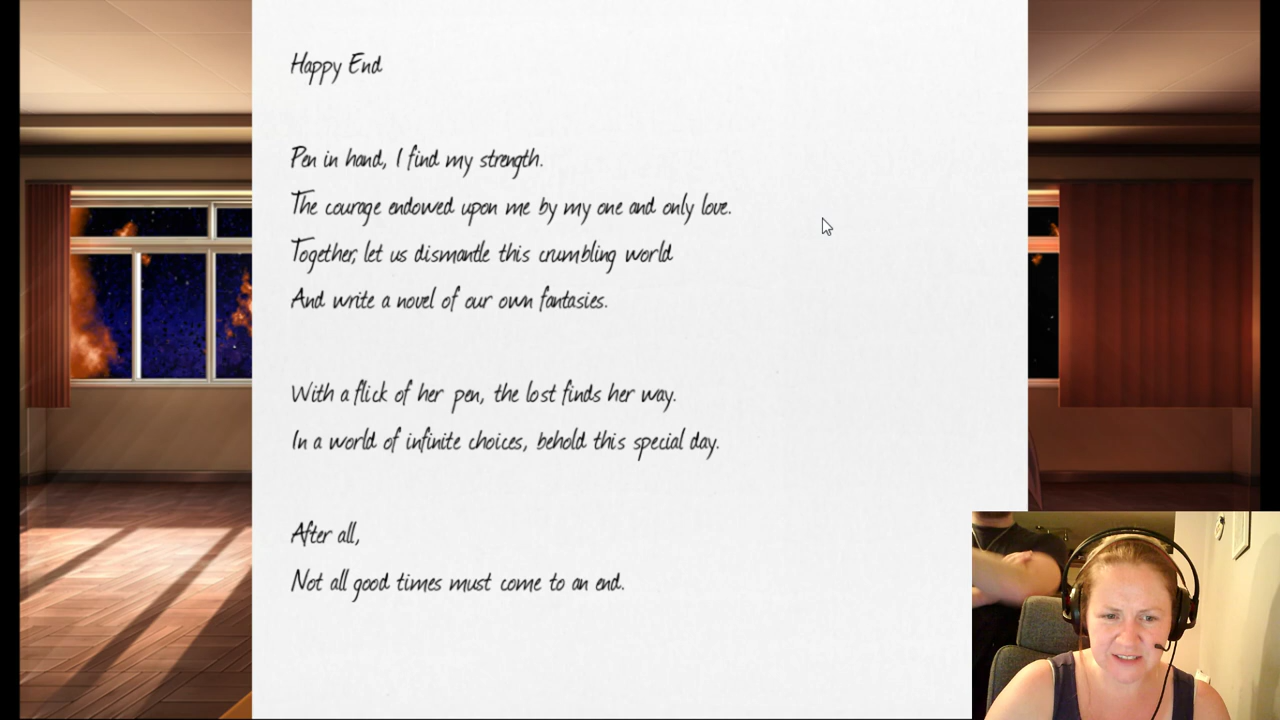 Happy End
Pen in hand, I find my strength.
The courage endowed upon me by my one and only love.
Together, let us dismantle this crumbling world
And write a novel of our own fantasies.
With a flick of her pen, the lost finds her way.
In a world of infinite choices, behold this special day.
After all,
Not all good times must come to an end.